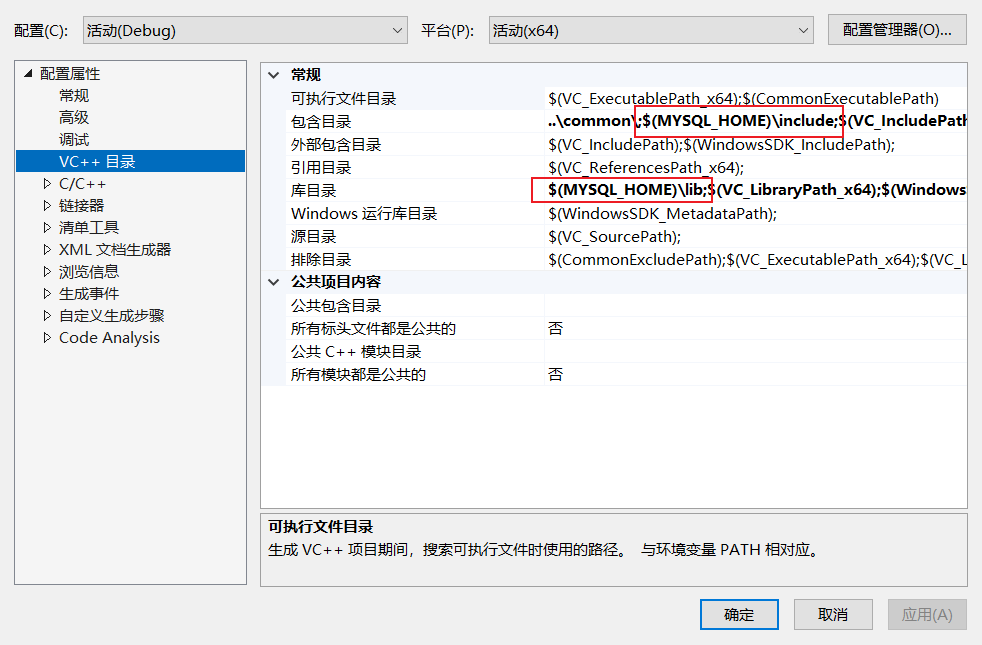 配置(C): 活动(Debug) 平台(P): 活动(x64) 配置管理器(O)...
配置属性
常规
高级
调试
VC++ 目录
C/C++
链接器
清单工具
XML 文档生成器
浏览信息
生成事件
自定义生成步骤
Code Analysis
常规
可执行文件目录 $(VC_ExecutablePath_x64);$(CommonExecutablePath)
包含目录 ..\common\;$(MYSQL_HOME)\include;$(VC_IncludePath
外部包含目录 $(VC_IncludePath);$(WindowsSDK_IncludePath);
引用目录 $(VC_ReferencesPath_x64);
库目录 $(MYSQL_HOME)\lib;$(VC_LibraryPath_x64);$(Windows
Windows 运行库目录 $(WindowsSDK_MetadataPath);
源目录 $(VC_SourcePath);
排除目录 $(CommonExcludePath);$(VC_ExecutablePath_x64);$(VC_L
公共项目内容
公共包含目录
所有标头文件都是公共的 否
公共 C++ 模块目录
所有模块都是公共的 否
可执行文件目录
生成 VC++ 项目期间，搜索可执行文件时使用的路径。 与环境变量 PATH 相对应。
确定 取消 应用(A)